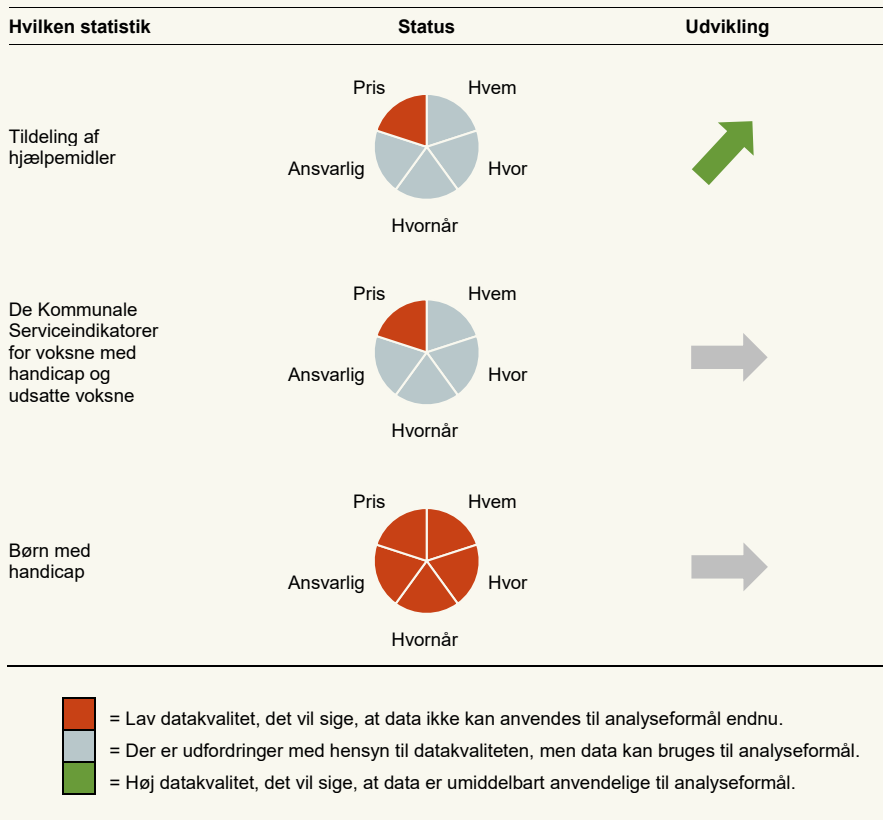 Hvilken statistik Status Udvikling
Pris Hvem
Tildeling af
hjælpemidler
Ansvarlig Hvor
Hvornår
Pris Hvem
De Kommunale
Serviceindikatorer
for voksne med
handicap og
udsatte voksne
Ansvarlig Hvor
Hvornår
Pris Hvem
Børn med
handicap
Ansvarlig Hvor
Hvornår
= Lav datakvalitet, det vil sige, at data ikke kan anvendes til analyseformål endnu.
= Der er udfordringer med hensyn til datakvaliteten, men data kan bruges til analyseformål.
= Høj datakvalitet, det vil sige, at data er umiddelbart anvendelige til analyseformål.